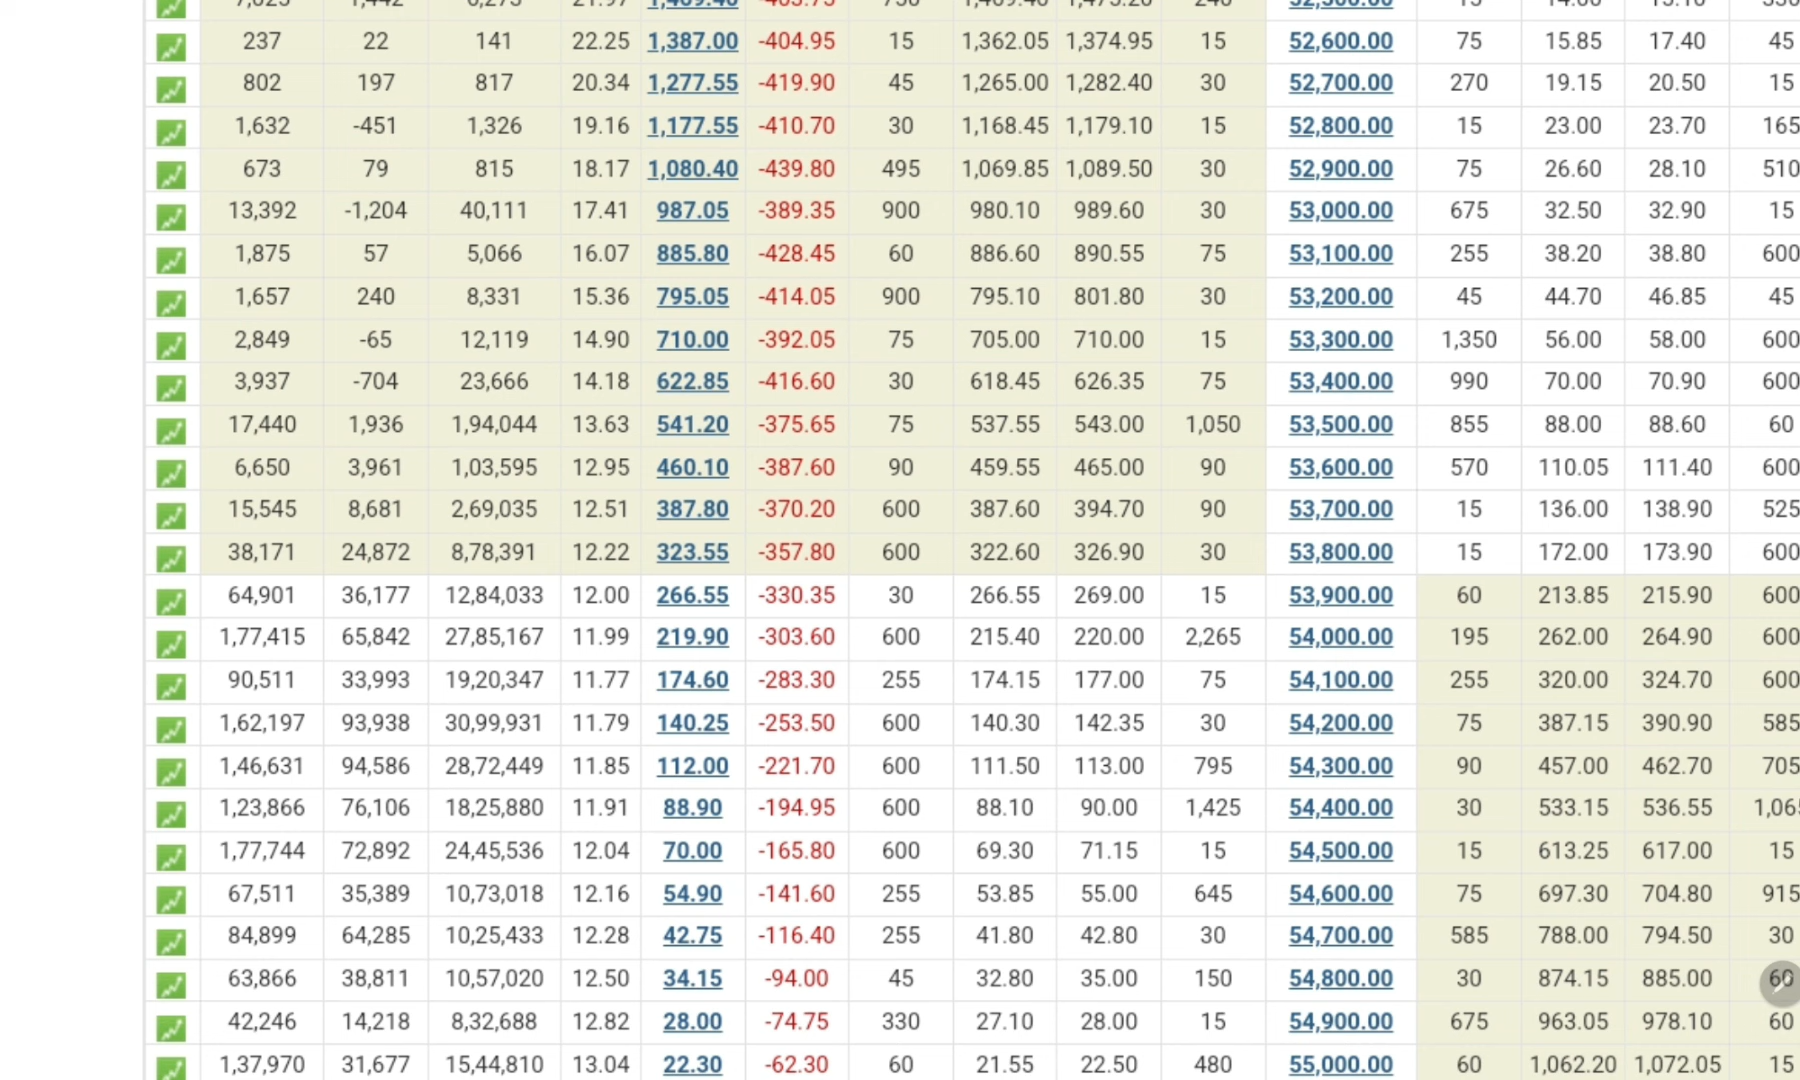 237 22 141 22.25 1,387.00 -404.95 15 1,362.05 1,374.95 15 52,600.00 75 15.85 17.40 45
802 197 817 20.34 1,277.55 -419.90 45 1,265.00 1,282.40 30 52,700.00 270 19.15 20.50 15
1,632 -451 1,326 19.16 1,177.55 -410.70 30 1,168.45 1,179.10 15 52,800.00 15 23.00 23.70 165
673 79 815 18.17 1,080.40 -439.80 495 1,069.85 1,089.50 30 52,900.00 75 26.60 28.10 510
13,392 -1,204 40,111 17.41 987.05 -389.35 900 980.10 989.60 30 53,000.00 675 32.50 32.90 15
1,875 57 5,066 16.07 885.80 -428.45 60 886.60 890.55 75 53,100.00 255 38.20 38.80 600
1,657 240 8,331 15.36 795.05 -414.05 900 795.10 801.80 30 53,200.00 45 44.70 46.85 45
2,849 -65 12,119 14.90 710.00 -392.05 75 705.00 710.00 15 53,300.00 1,350 56.00 58.00 600
3,937 -704 23,666 14.18 622.85 -416.60 30 618.45 626.35 75 53,400.00 990 70.00 70.90 600
17,440 1,936 1,94,044 13.63 541.20 -375.65 75 537.55 543.00 1,050 53,500.00 855 88.00 88.60 60
6,650 3,961 1,03,595 12.95 460.10 -387.60 90 459.55 465.00 90 53,600.00 570 110.05 111.40 600
15,545 8,681 2,69,035 12.51 387.80 -370.20 600 387.60 394.70 90 53,700.00 15 136.00 138.90 525
38,171 24,872 8,78,391 12.22 323.55 -357.80 600 322.60 326.90 30 53,800.00 15 172.00 173.90 600
64,901 36,177 12,84,033 12.00 266.55 -330.35 30 266.55 269.00 15 53,900.00 60 213.85 215.90 600
1,77,415 65,842 27,85,167 11.99 219.90 -303.60 600 215.40 220.00 2,265 54,000.00 195 262.00 264.90 600
90,511 33,993 19,20,347 11.77 174.60 -283.30 255 174.15 177.00 75 54,100.00 255 320.00 324.70 600
1,62,197 93,938 30,99,931 11.79 140.25 -253.50 600 140.30 142.35 30 54,200.00 75 387.15 390.90 585
1,46,631 94,586 28,72,449 11.85 112.00 -221.70 600 111.50 113.00 795 54,300.00 90 457.00 462.70 705
1,23,866 76,106 18,25,880 11.91 88.90 -194.95 600 88.10 90.00 1,425 54,400.00 30 533.15 536.55
1,77,744 72,892 24,45,536 12.04 70.00 -165.80 600 69.30 71.15 15 54,500.00 15 613.25 617.00 15
67,511 35,389 10,73,018 12.16 54.90 -141.60 255 53.85 55.00 645 54,600.00 75 697.30 704.80 915
84,899 64,285 10,25,433 12.28 42.75 -116.40 255 41.80 42.80 30 54,700.00 585 788.00 794.50 30
63,866 38,811 10,57,020 12.50 34.15 -94.00 45 32.80 35.00 150 54,800.00 30 874.15 885.00 60
42,246 14,218 8,32,688 12.82 28.00 -74.75 330 27.10 28.00 15 54,900.00 675 963.05 978.10 60
1,37,970 31,677 15,44,810 13.04 22.30 -62.30 60 21.55 22.50 480 55,000.00 60 1,062.20 1,072.05 15